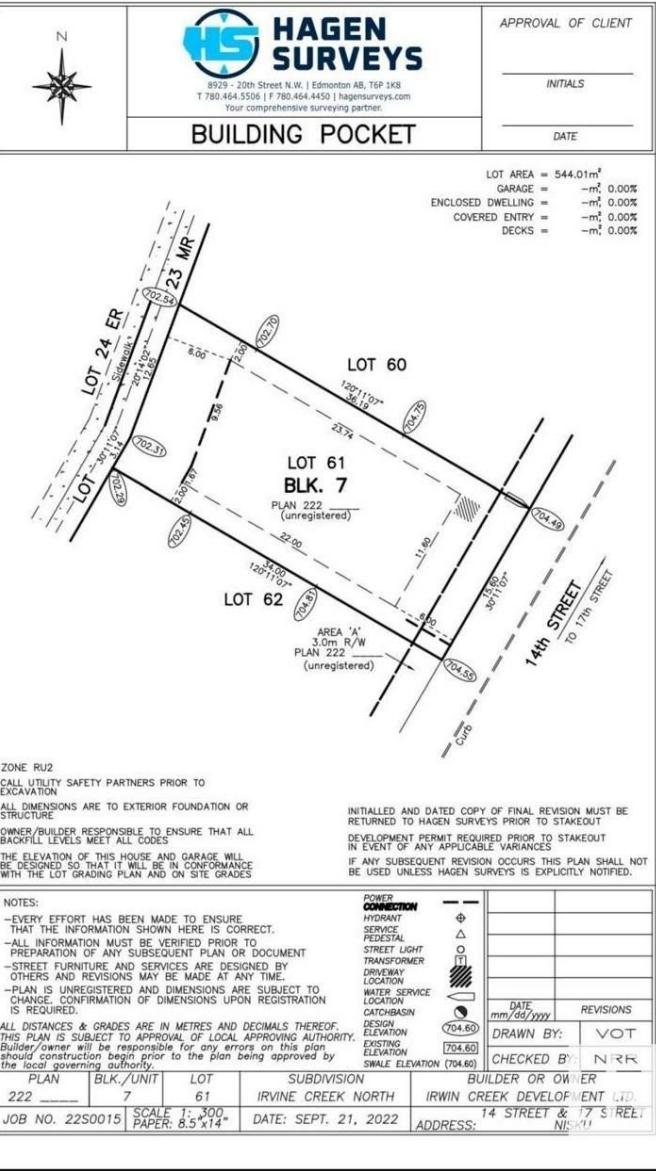 N
HAGEN
SURVEYS
8929 - 20th Street N.W. | Edmonton AB, T6P 1K8
T 780.464.5506 | F 780.464.4450 | hagensurveys.com
Your comprehensive surveying partner.
BUILDING POCKET
APPROVAL OF CLIENT
INITIALS
DATE
LOT AREA = 544.01m²
GARAGE = -m², 0.00%
ENCLOSED DWELLING = -m², 0.00%
COVERED ENTRY = -m², 0.00%
DECKS = -m², 0.00%
LOT 24 ER
Sidewalk
LOT 23 MR
702.54
20°14'02"
12.65
30°11'07"
3.14
702.31
702.29
702.45
702.70
6.00
2.00
9.56
1.67
2.00
LOT 60
120°11'07"
36.19
704.75
23.74
LOT 61
BLK. 7
PLAN 222 ____
(unregistered)
22.00
34.00
120°11'07"
704.81
LOT 62
11.60
6.00
704.49
15.60
30°11'07"
704.55
AREA 'A'
3.0m R/W
PLAN 222 ____
(unregistered)
14th STREET
TO 17th STREET
Curb
ZONE RU2
CALL UTILITY SAFETY PARTNERS PRIOR TO
EXCAVATION
ALL DIMENSIONS ARE TO EXTERIOR FOUNDATION OR
STRUCTURE
OWNER/BUILDER RESPONSIBLE TO ENSURE THAT ALL
BACKFILL LEVELS MEET ALL CODES
THE ELEVATION OF THIS HOUSE AND GARAGE WILL
BE DESIGNED SO THAT IT WILL BE IN CONFORMANCE
WITH THE LOT GRADING PLAN AND ON SITE GRADES
INITIALLED AND DATED COPY OF FINAL REVISION MUST BE
RETURNED TO HAGEN SURVEYS PRIOR TO STAKEOUT
DEVELOPMENT PERMIT REQUIRED PRIOR TO STAKEOUT
IN EVENT OF ANY APPLICABLE VARIANCES
IF ANY SUBSEQUENT REVISION OCCURS THIS PLAN SHALL NOT
BE USED UNLESS HAGEN SURVEYS IS EXPLICITLY NOTIFIED.
NOTES:
-EVERY EFFORT HAS BEEN MADE TO ENSURE
THAT THE INFORMATION SHOWN HERE IS CORRECT.
-ALL INFORMATION MUST BE VERIFIED PRIOR TO
PREPARATION OF ANY SUBSEQUENT PLAN OR DOCUMENT
-STREET FURNITURE AND SERVICES ARE DESIGNED BY
OTHERS AND REVISIONS MAY BE MADE AT ANY TIME.
-PLAN IS UNREGISTERED AND DIMENSIONS ARE SUBJECT TO
CHANGE. CONFIRMATION OF DIMENSIONS UPON REGISTRATION
IS REQUIRED.
ALL DISTANCES & GRADES ARE IN METRES AND DECIMALS THEREOF.
THIS PLAN IS SUBJECT TO APPROVAL OF LOCAL APPROVING AUTHORITY.
Builder/owner will be responsible for any errors on this plan
should construction begin prior to the plan being approved by
the local governing authority.
POWER
CONNECTION
HYDRANT
SERVICE
PEDESTAL
STREET LIGHT
TRANSFORMER T
DRIVEWAY
LOCATION
WATER SERVICE
LOCATION
CATCHBASIN
DESIGN
ELEVATION 704.60
EXISTING
ELEVATION 704.60
SWALE ELEVATION (704.60)
DATE
mm/dd/yyyy
REVISIONS
DRAWN BY: VOT
CHECKED BY: NRR
PLAN BLK./UNIT LOT SUBDIVISION BUILDER OR OWNER
222 ____ 7 61 IRVINE CREEK NORTH IRWIN CREEK DEVELOPMENT LTD.
JOB NO. 22S0015 SCALE 1: 300 PAPER: 8.5"x14" DATE: SEPT. 21, 2022 ADDRESS: 14 STREET & 17 STREET
NISKU